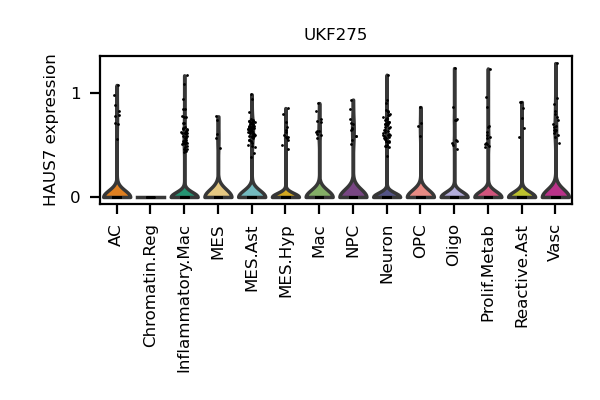 UKF275
HAUS7 expression
1
0
AC
Chromatin.Reg
Inflammatory.Mac
MES
MES.Ast
MES.Hyp
Mac
NPC
Neuron
OPC
Oligo
Prolif.Metab
Reactive.Ast
Vasc